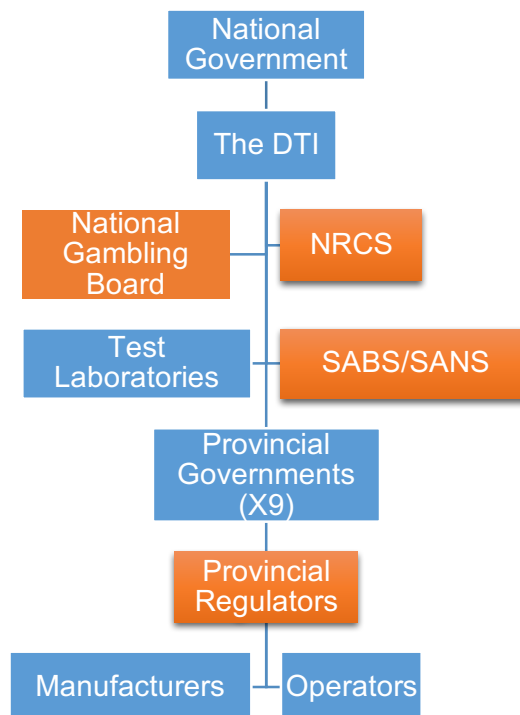 National
Government
The DTI
National
Gambling
Board
NRCS
Test
Laboratories
SABS/SANS
Provincial
Governments
(X9)
Provincial
Regulators
Manufacturers
Operators